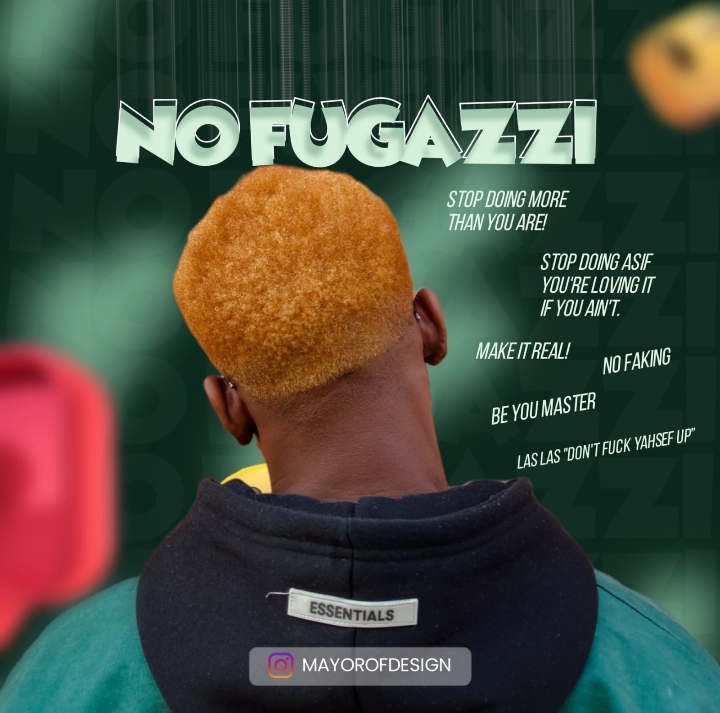 NO FUGAZZI
STOP DOING MORE
THAN YOU ARE!
STOP DOING ASIF
YOU'RE LOVING IT
IF YOU AIN'T.
MAKE IT REAL!
NO FAKING
BE YOU MASTER
LAS LAS "DON'T FUCK YAHSEF UP"
ESSENTIALS
MAYOROFDESIGN